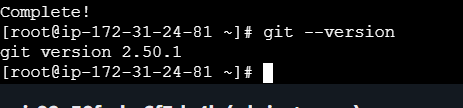 Complete!
[root@ip-172-31-24-81 ~]# git --version
git version 2.50.1
[root@ip-172-31-24-81 ~]#